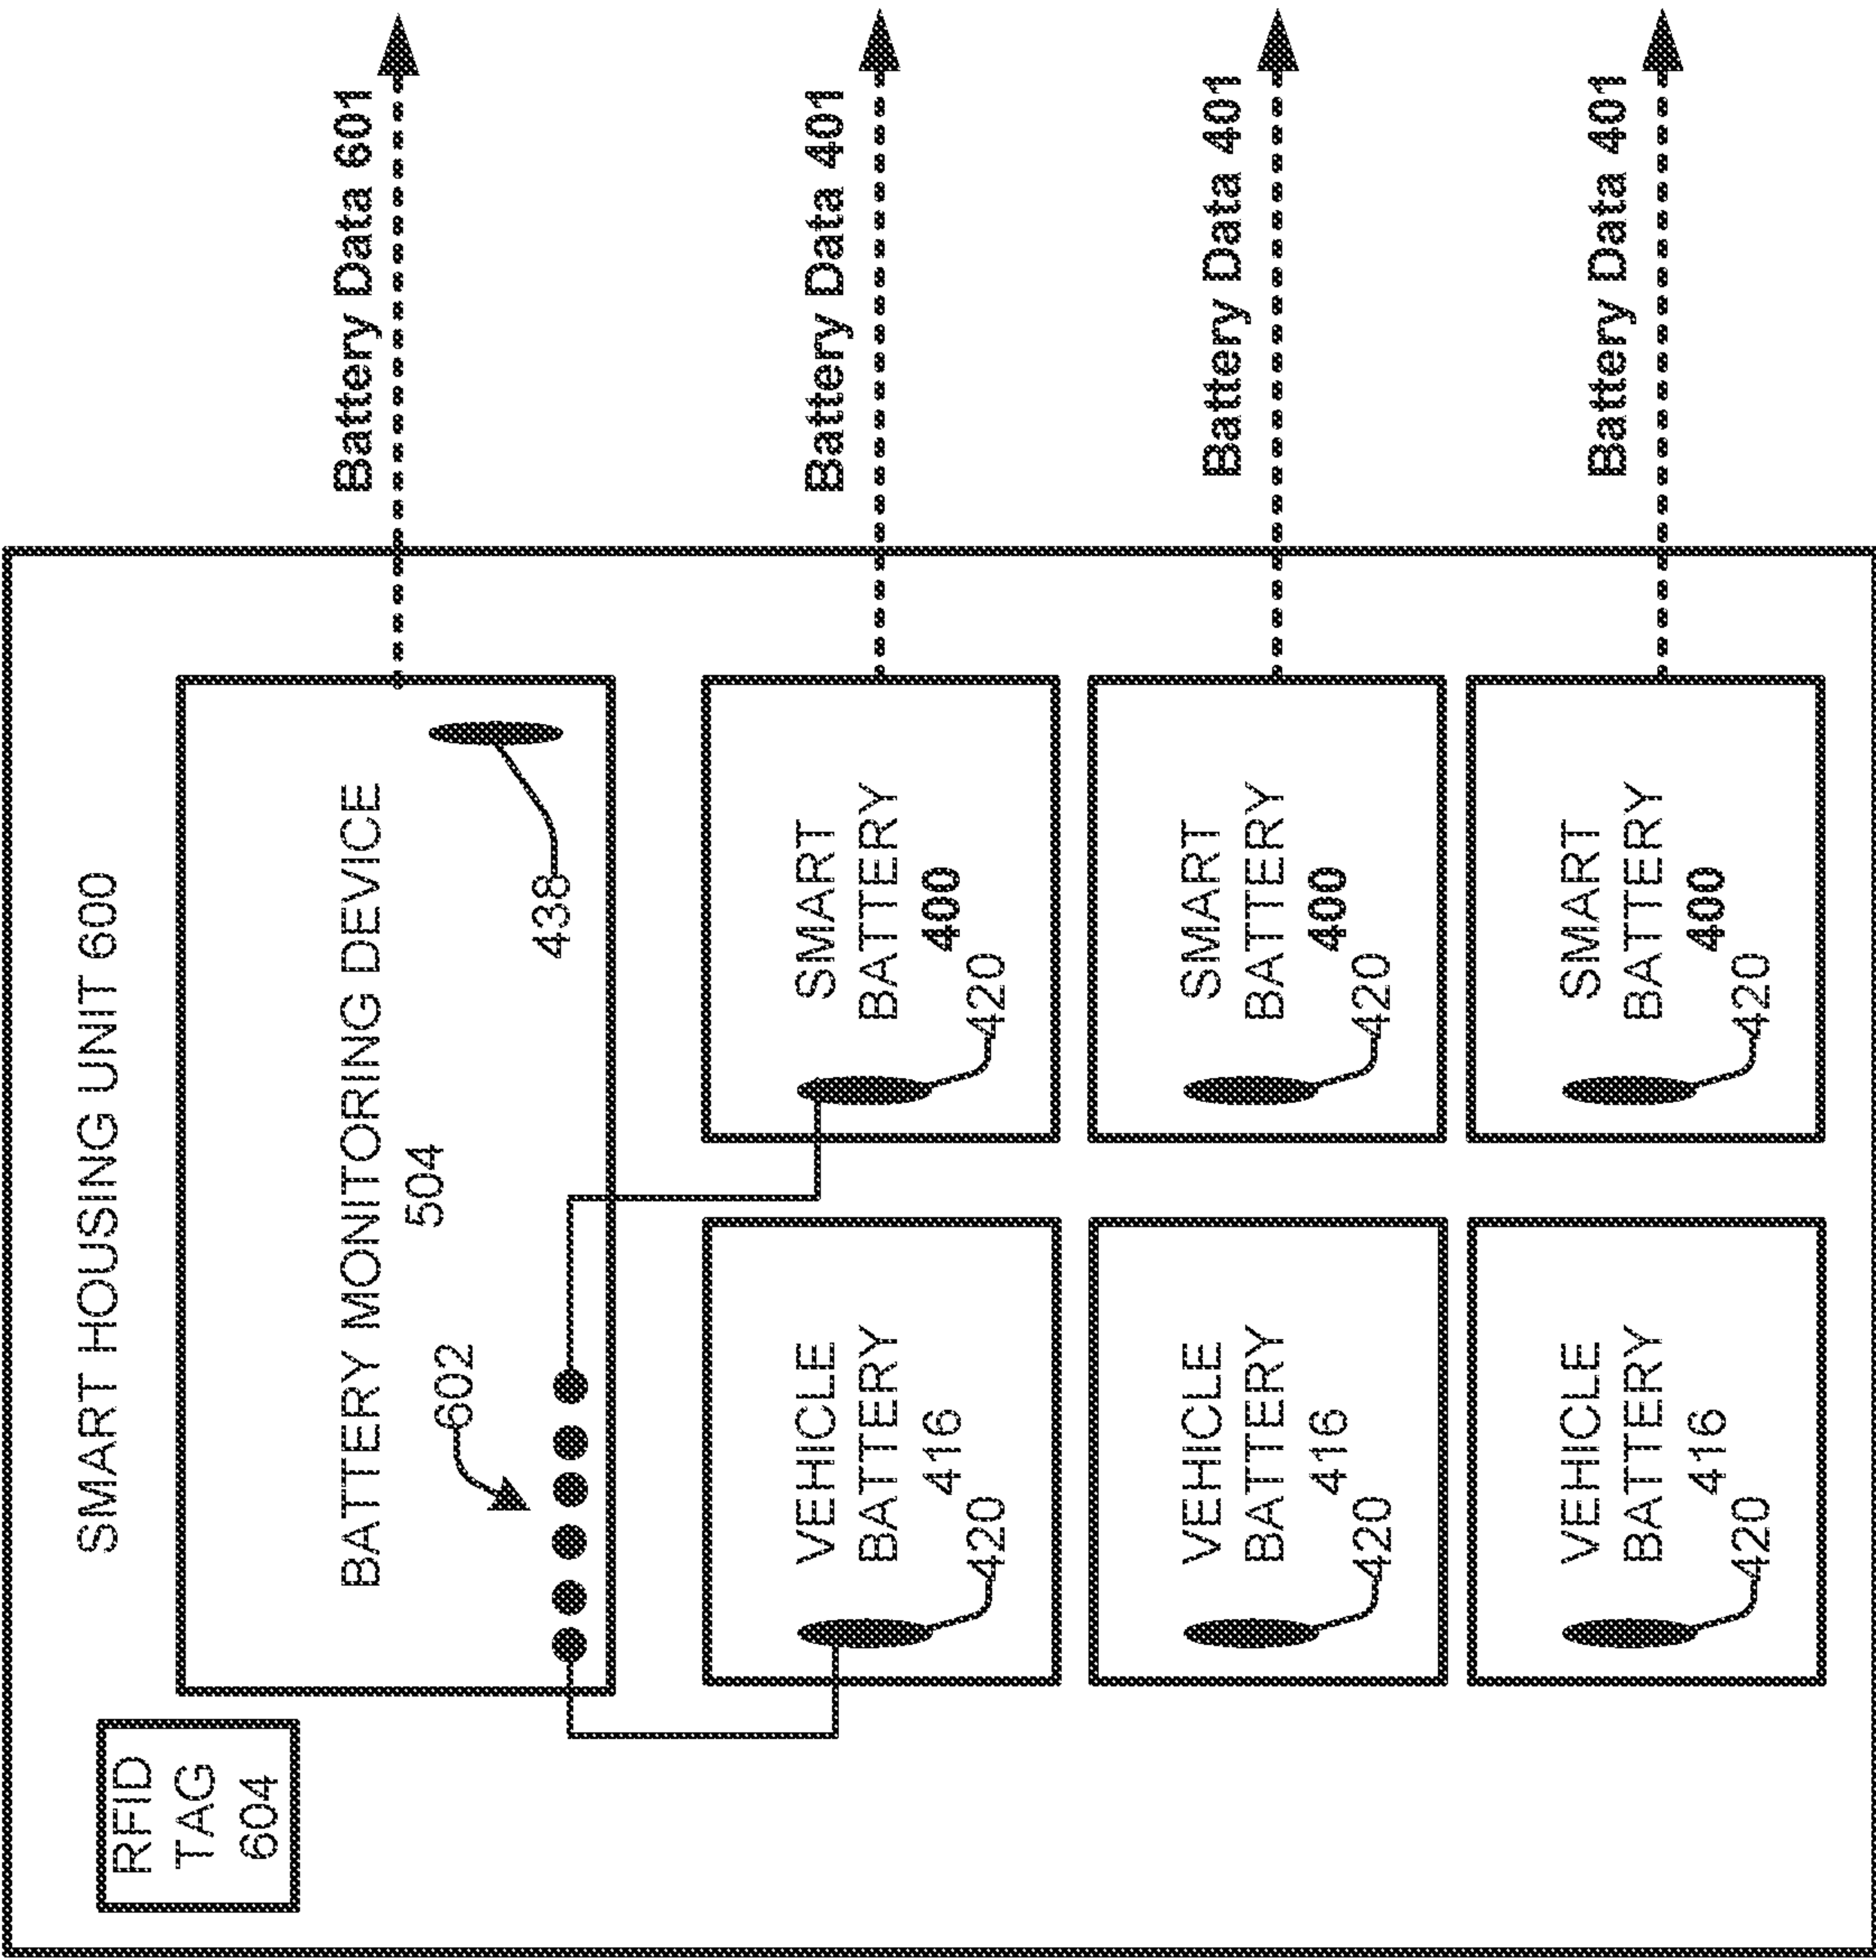 SMART HOUSING UNIT 600
RFID
TAG
604
BATTERY MONITORING DEVICE
504
602
438
Battery Data 601
VEHICLE
BATTERY
416
420
SMART
BATTERY
400
420
Battery Data 401
VEHICLE
BATTERY
416
420
SMART
BATTERY
400
420
Battery Data 401
VEHICLE
BATTERY
416
420
SMART
BATTERY
400
420
Battery Data 401